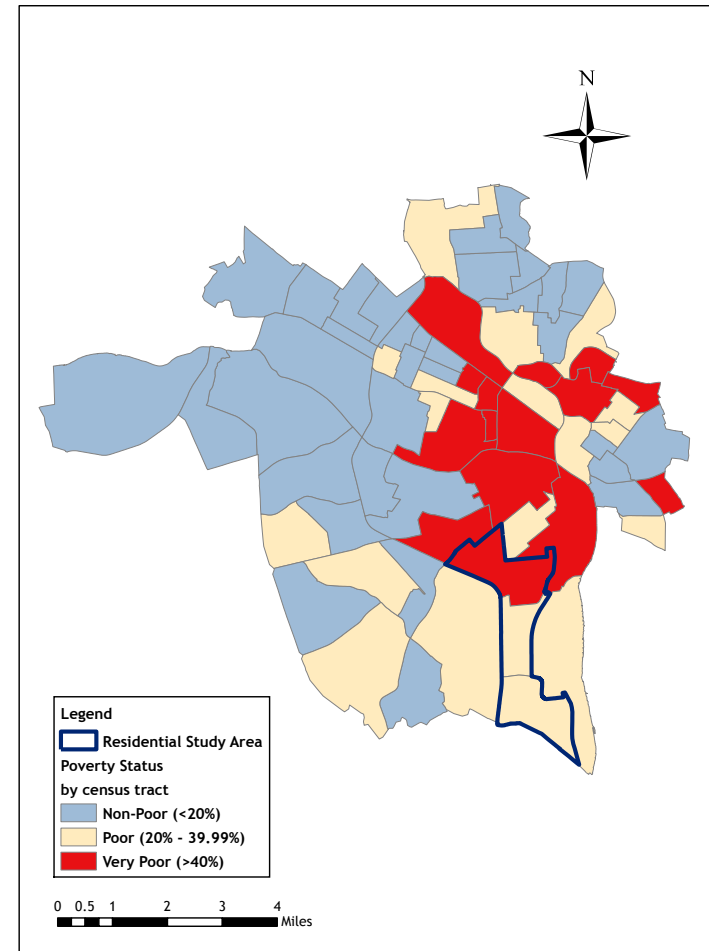 N
Legend
Residential Study Area
Poverty Status
by census tract
Non-Poor (<20%)
Poor (20% - 39.99%)
Very Poor (>40%)
0 0.5 1 2 3 4
Miles